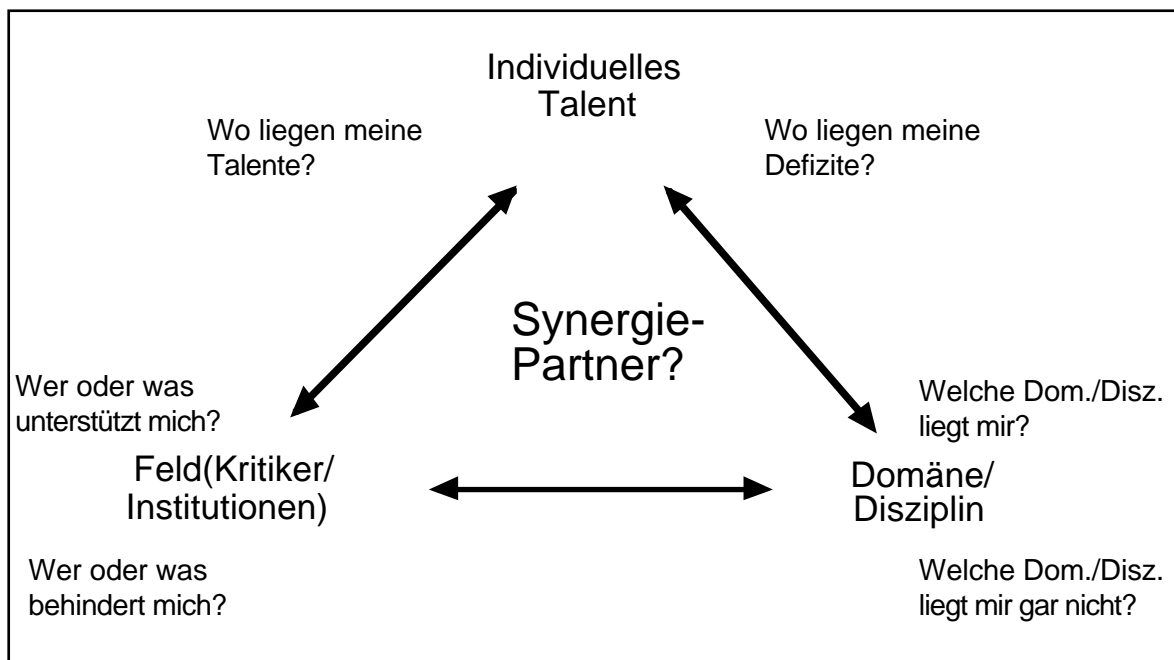 Individuelles
Talent
Wo liegen meine
Talente?
Wo liegen meine
Defizite?
Synergie-
Partner?
Wer oder was
unterstützt mich?
Welche Dom./Disz.
liegt mir?
Feld(Kritiker/
Institutionen)
Domäne/
Disziplin
Wer oder was
behindert mich?
Welche Dom./Disz.
liegt mir gar nicht?